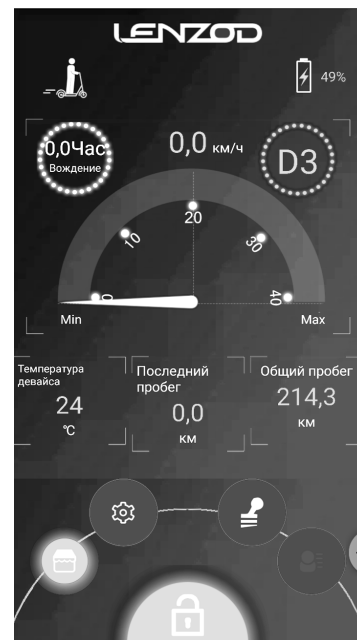 LENZOD
49%
0,0Час
Вождение
0,0 км/ч
D3
0
10
20
30
40
Min
Max
Температура
девайса
24
°C
Последний
пробег
0,0
км
Общий пробег
214,3
км